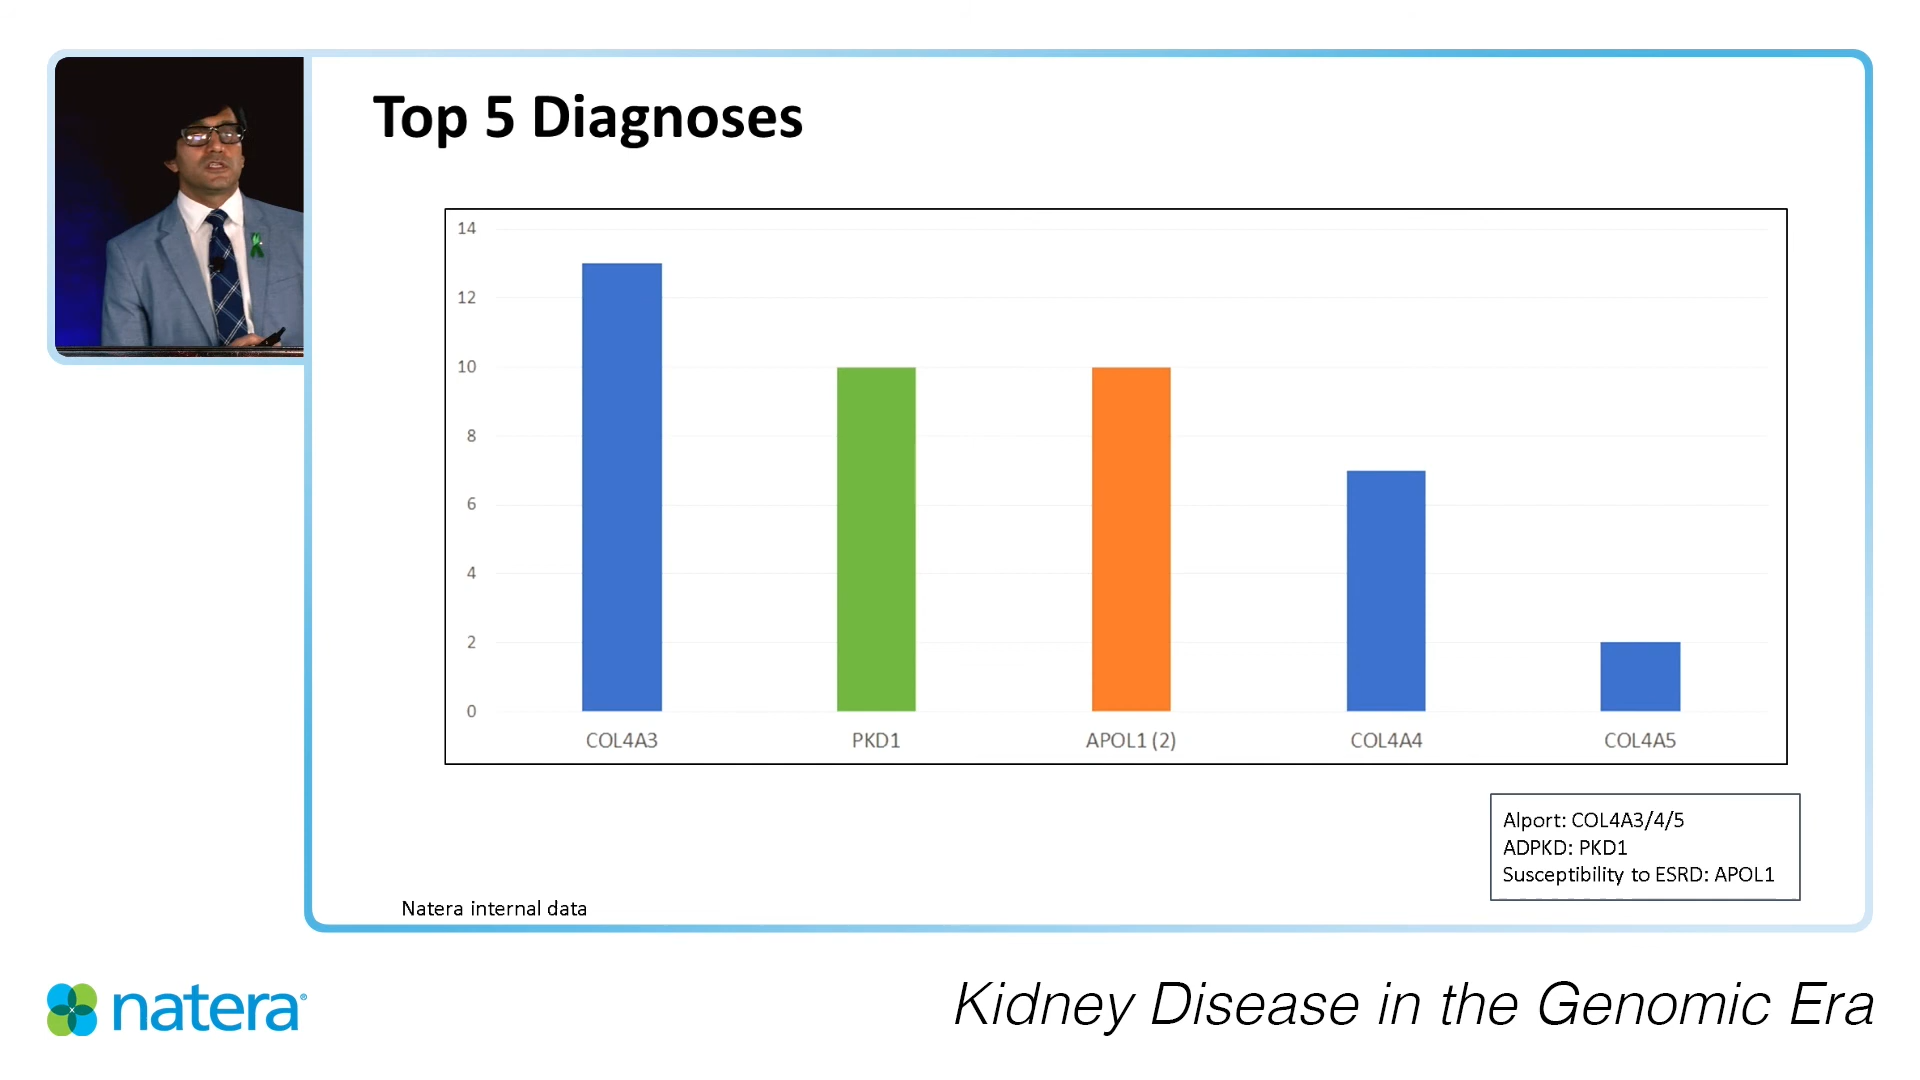 Top 5 Diagnoses
14
12
10
8
6
4
2
0
COL4A3 PKD1 APOL1 (2) COL4A4 COL4A5
Alport: COL4A3/4/5
ADPKD: PKD1
Susceptibility to ESRD: APOL1
Natera internal data
natera®
Kidney Disease in the Genomic Era